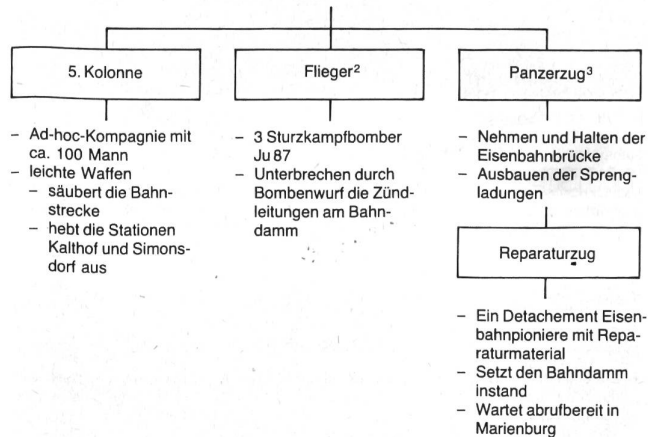 5. Kolonne
– Ad-hoc-Kompagnie mit
ca. 100 Mann
– leichte Waffen
– säubert die Bahn-
strecke
– hebt die Stationen
Kalthof und Simons-
dorf aus
Flieger²
– 3 Sturzkampfbomber
Ju 87
– Unterbrechen durch
Bombenwurf die Zünd-
leitungen am Bahn-
damm
Panzerzug³
– Nehmen und Halten der
Eisenbahnbrücke
– Ausbauen der Spreng-
ladungen
Reparaturzug
– Ein Detachement Eisen-
bahnpioniere mit Repa-
raturmaterial
– Setzt den Bahndamm
instand
– Wartet abrufbereit in
Marienburg